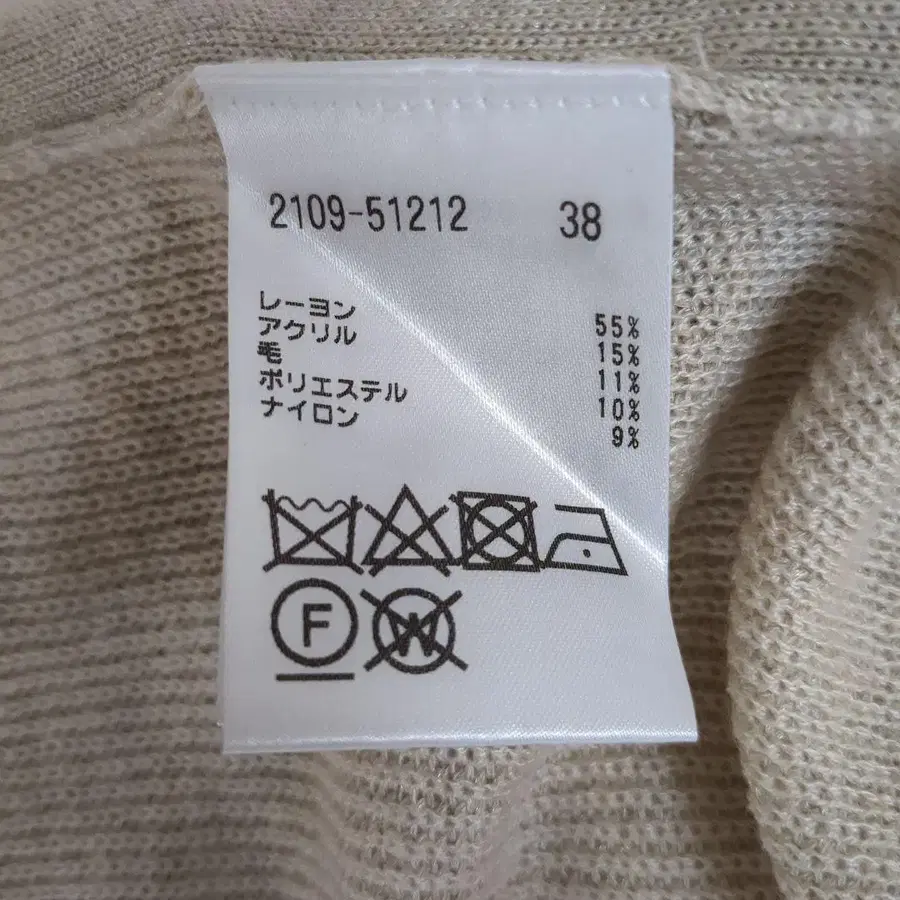 2109-51212 38
レーヨン 55%
アクリル 15%
毛 11%
ポリエステル 10%
ナイロン 9%
F W